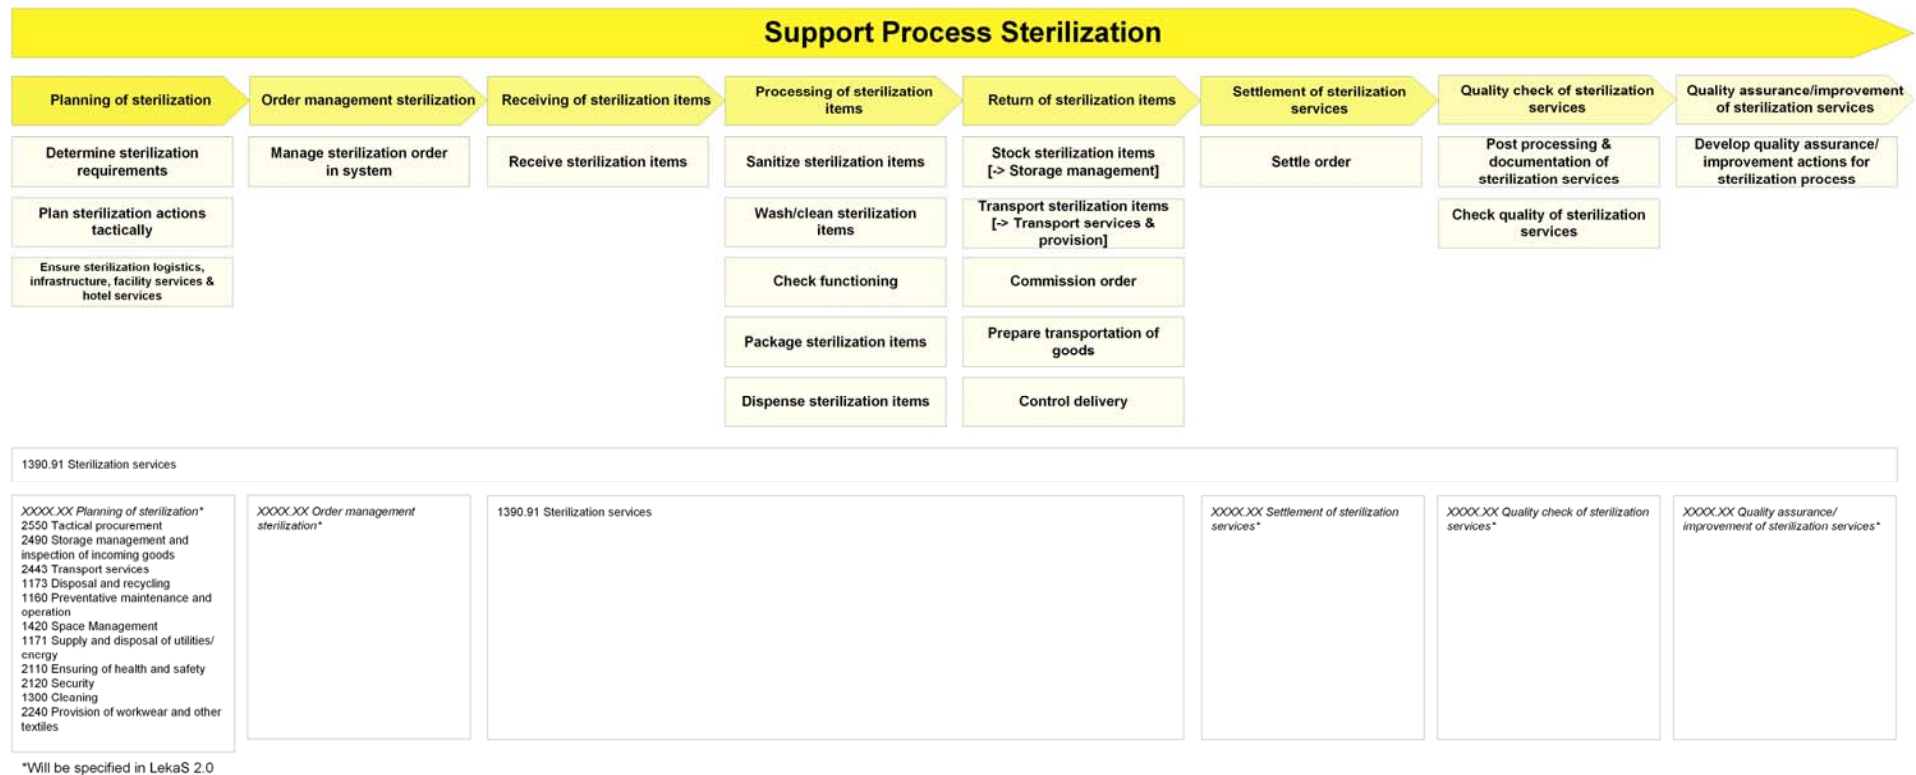 Support Process Sterilization
Planning of sterilization
Order management sterilization
Receiving of sterilization items
Processing of sterilization
items
Return of sterilization items
Settlement of sterilization
services
Quality check of sterilization
services
Quality assurance/improvement
of sterilization services
Determine sterilization
requirements
Plan sterilization actions
tactically
Ensure sterilization logistics,
infrastructure, facility services &
hotel services
Manage sterilization order
in system
Receive sterilization items
Sanitize sterilization items
Wash/clean sterilization
items
Check functioning
Package sterilization items
Dispense sterilization items
Stock sterilization items
[-> Storage management]
Transport sterilization items
[-> Transport services &
provision]
Commission order
Prepare transportation of
goods
Control delivery
Settle order
Post processing &
documentation of
sterilization services
Check quality of sterilization
services
Develop quality assurance/
improvement actions for
sterilization process
1390.91 Sterilization services
XXXX.XX Planning of sterilization*
2550 Tactical procurement
2490 Storage management and
inspection of incoming goods
2443 Transport services
1173 Disposal and recycling
1160 Preventative maintenance and
operation
1420 Space Management
1171 Supply and disposal of utilities/
energy
2110 Ensuring of health and safety
2120 Security
1300 Cleaning
2240 Provision of workwear and other
textiles
XXXX.XX Order management
sterilization*
1390.91 Sterilization services
XXXX.XX Settlement of sterilization
services*
XXXX.XX Quality check of sterilization
services*
XXXX.XX Quality assurance/
improvement of sterilization services*
*Will be specified in LekaS 2.0